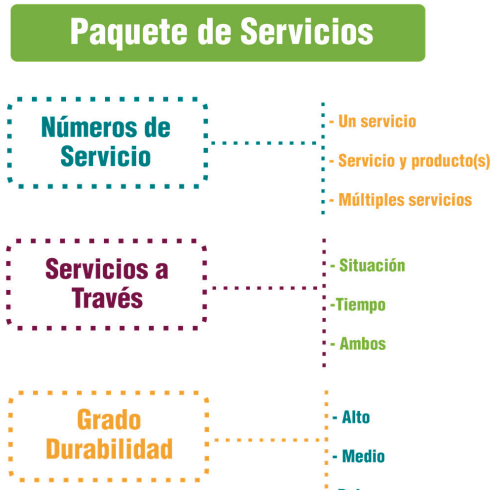 Paquete de Servicios
Números de
Servicio
- Un servicio
- Servicio y producto(s)
- Múltiples servicios
Servicios a
Través
- Situación
-Tiempo
- Ambos
Grado
Durabilidad
- Alto
- Medio